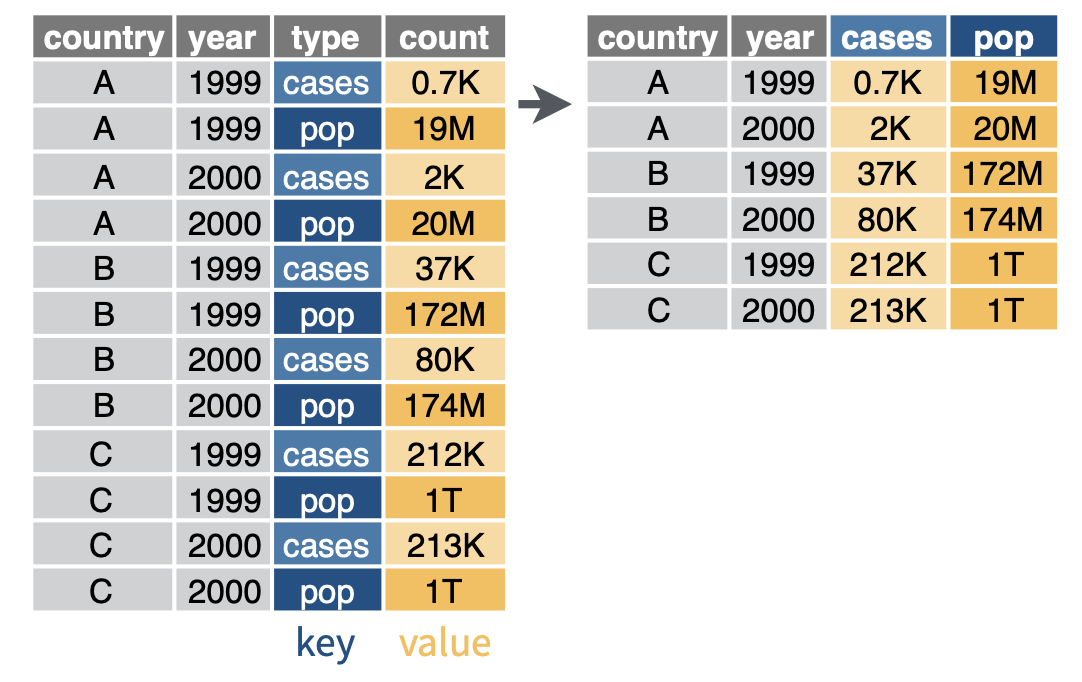 country year type count
A 1999 cases 0.7K
A 1999 pop 19M
A 2000 cases 2K
A 2000 pop 20M
B 1999 cases 37K
B 1999 pop 172M
B 2000 cases 80K
B 2000 pop 174M
C 1999 cases 212K
C 1999 pop 1T
C 2000 cases 213K
C 2000 pop 1T
key value
country year cases pop
A 1999 0.7K 19M
A 2000 2K 20M
B 1999 37K 172M
B 2000 80K 174M
C 1999 212K 1T
C 2000 213K 1T